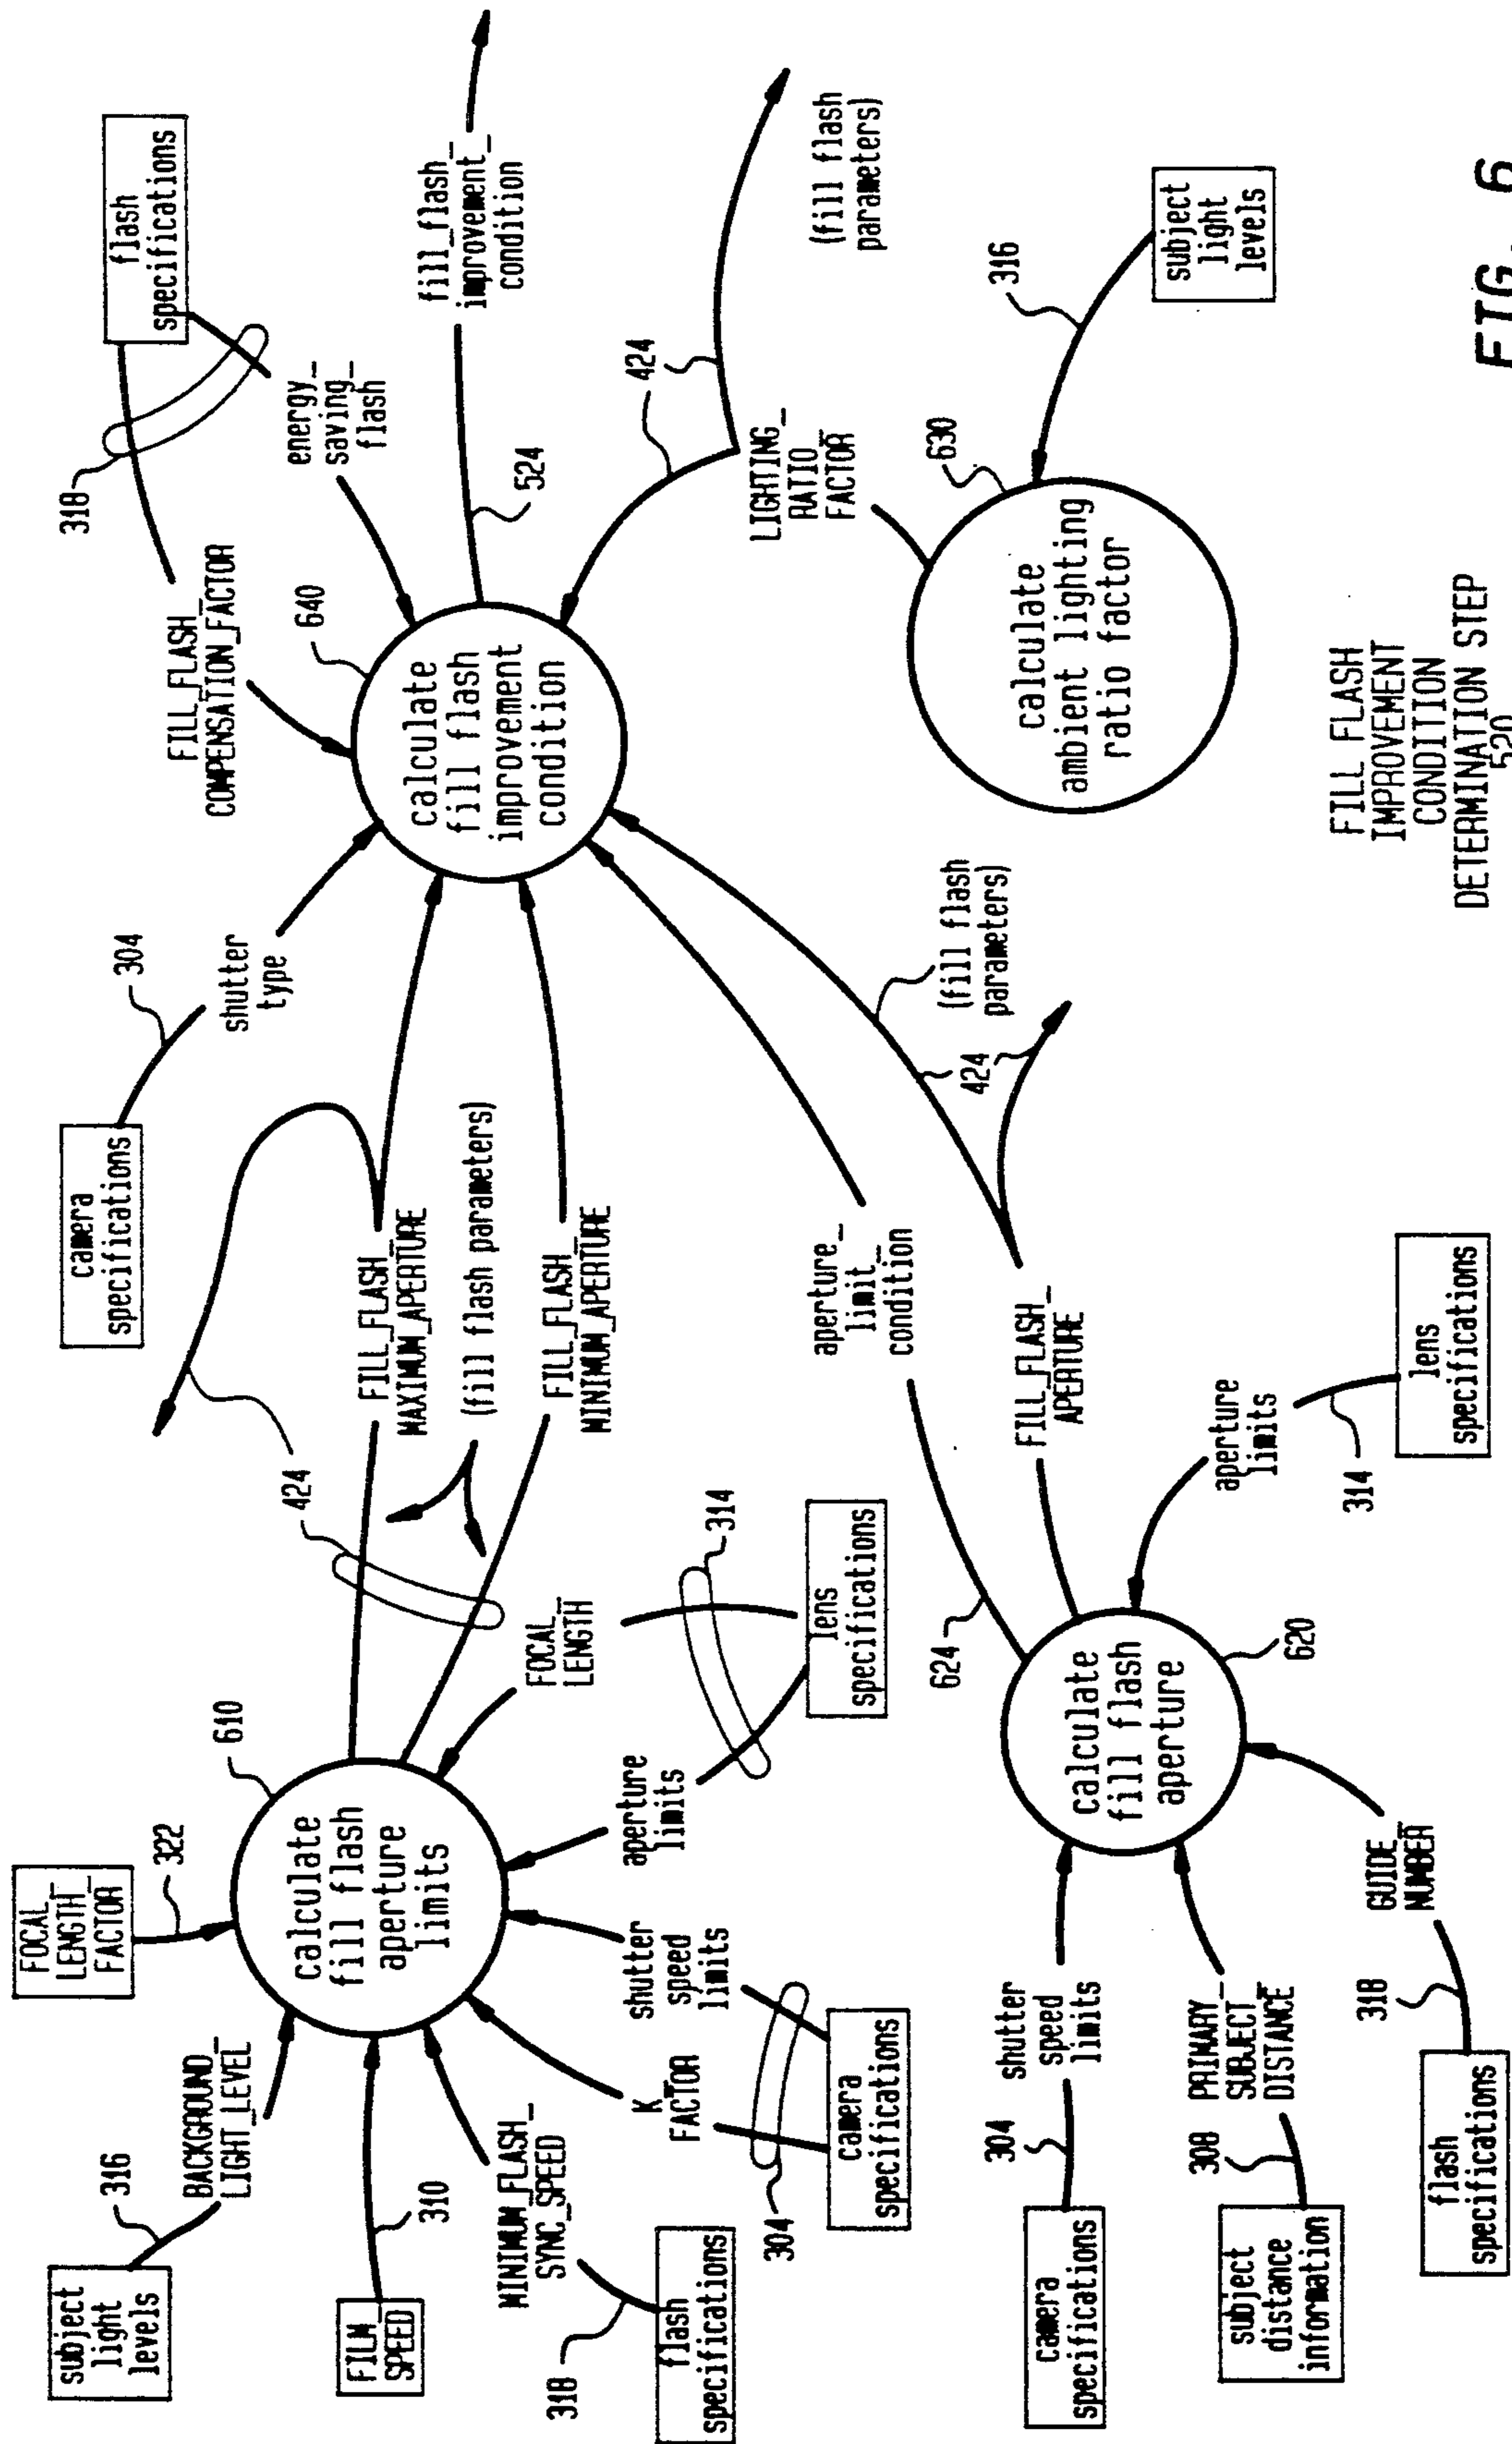 subject
light
levels
316
BACKGROUND_
LIGHT_LEVEL
FOCAL_
LENGTH_
FACTOR
322
FILM_
SPEED
310
MINIMUM_FLASH_
SYNC_SPEED
318
flash
specifications
K_
FACTOR
304
camera
specifications
shutter
speed
limits
aperture
limits
FOCAL_
LENGTH
314
lens
specifications
610
calculate
fill flash
aperture
limits
424
FILL_FLASH_
MAXIMUM_APERTURE
(fill flash parameters)
FILL_FLASH_
MINIMUM_APERTURE
camera
specifications
304
shutter
type
FILL_FLASH_
COMPENSATION_FACTOR
318
flash
specifications
energy_
saving_
flash
640
calculate
fill flash
improvement
condition
524
fill_flash_
improvement_
condition
424
LIGHTING_
RATIO_
FACTOR
424
(fill flash
parameters)
630
calculate
ambient lighting
ratio factor
316
subject
light
levels
aperture_
limit_
condition
624
FILL_FLASH_
APERTURE
424
(fill flash
parameters)
camera
specifications
304
shutter
speed
limits
subject
distance
information
308
PRIMARY_
SUBJECT_
DISTANCE
flash
specifications
318
GUIDE_
NUMBER
calculate
fill flash
aperture
620
aperture
limits
314
lens
specifications
FILL FLASH
IMPROVEMENT
CONDITION
DETERMINATION STEP
520
FIG. 6